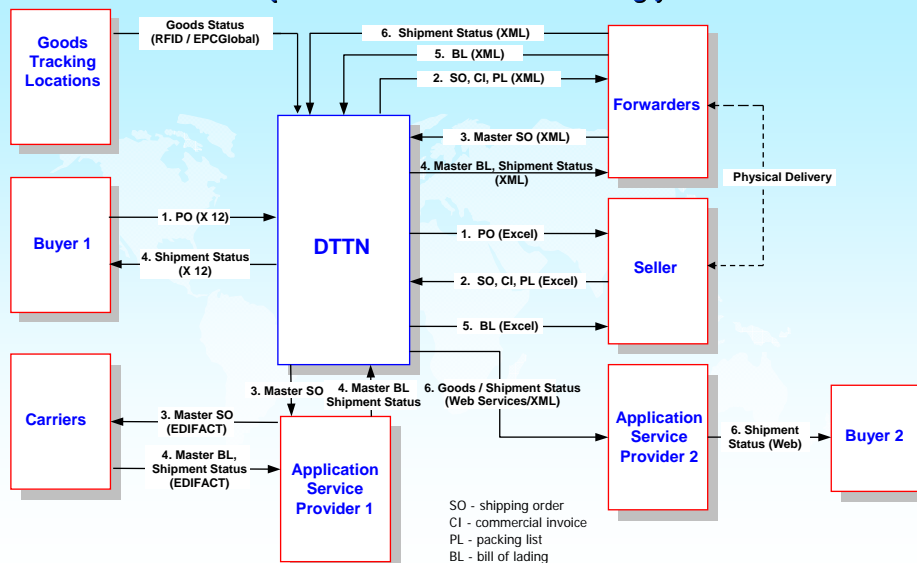 Goods
Tracking
Locations
Goods Status
(RFID / EPCGlobal)
6. Shipment Status (XML)
5. BL (XML)
2. SO, CI, PL (XML)
Forwarders
3. Master SO (XML)
4. Master BL, Shipment Status
(XML)
Physical Delivery
Buyer 1
1. PO (X 12)
4. Shipment Status
(X 12)
DTTN
1. PO (Excel)
2. SO, CI, PL (Excel)
5. BL (Excel)
Seller
3. Master SO
4. Master BL
Shipment Status
6. Goods / Shipment Status
(Web Services/XML)
Carriers
3. Master SO
(EDIFACT)
4. Master BL,
Shipment Status
(EDIFACT)
Application
Service
Provider 1
Application
Service
Provider 2
6. Shipment
Status (Web)
Buyer 2
SO - shipping order
CI - commercial invoice
PL - packing list
BL - bill of lading